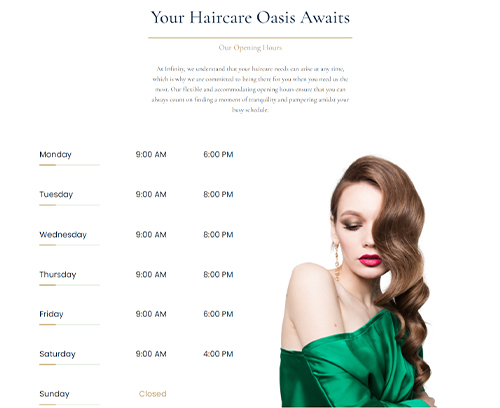 Your Haircare Oasis Awaits
Our Opening Hours
At Infinity, we understand that your haircare needs can arise at any time,
which is why we are committed to being there for you when you need us the
most. Our flexible and accommodating opening hours ensure that you can
always count on finding a moment of tranquility and pampering amidst your
busy schedule.
Monday 9:00 AM 6:00 PM
Tuesday 9:00 AM 8:00 PM
Wednesday 9:00 AM 8:00 PM
Thursday 9:00 AM 8:00 PM
Friday 9:00 AM 6:00 PM
Saturday 9:00 AM 4:00 PM
Sunday Closed